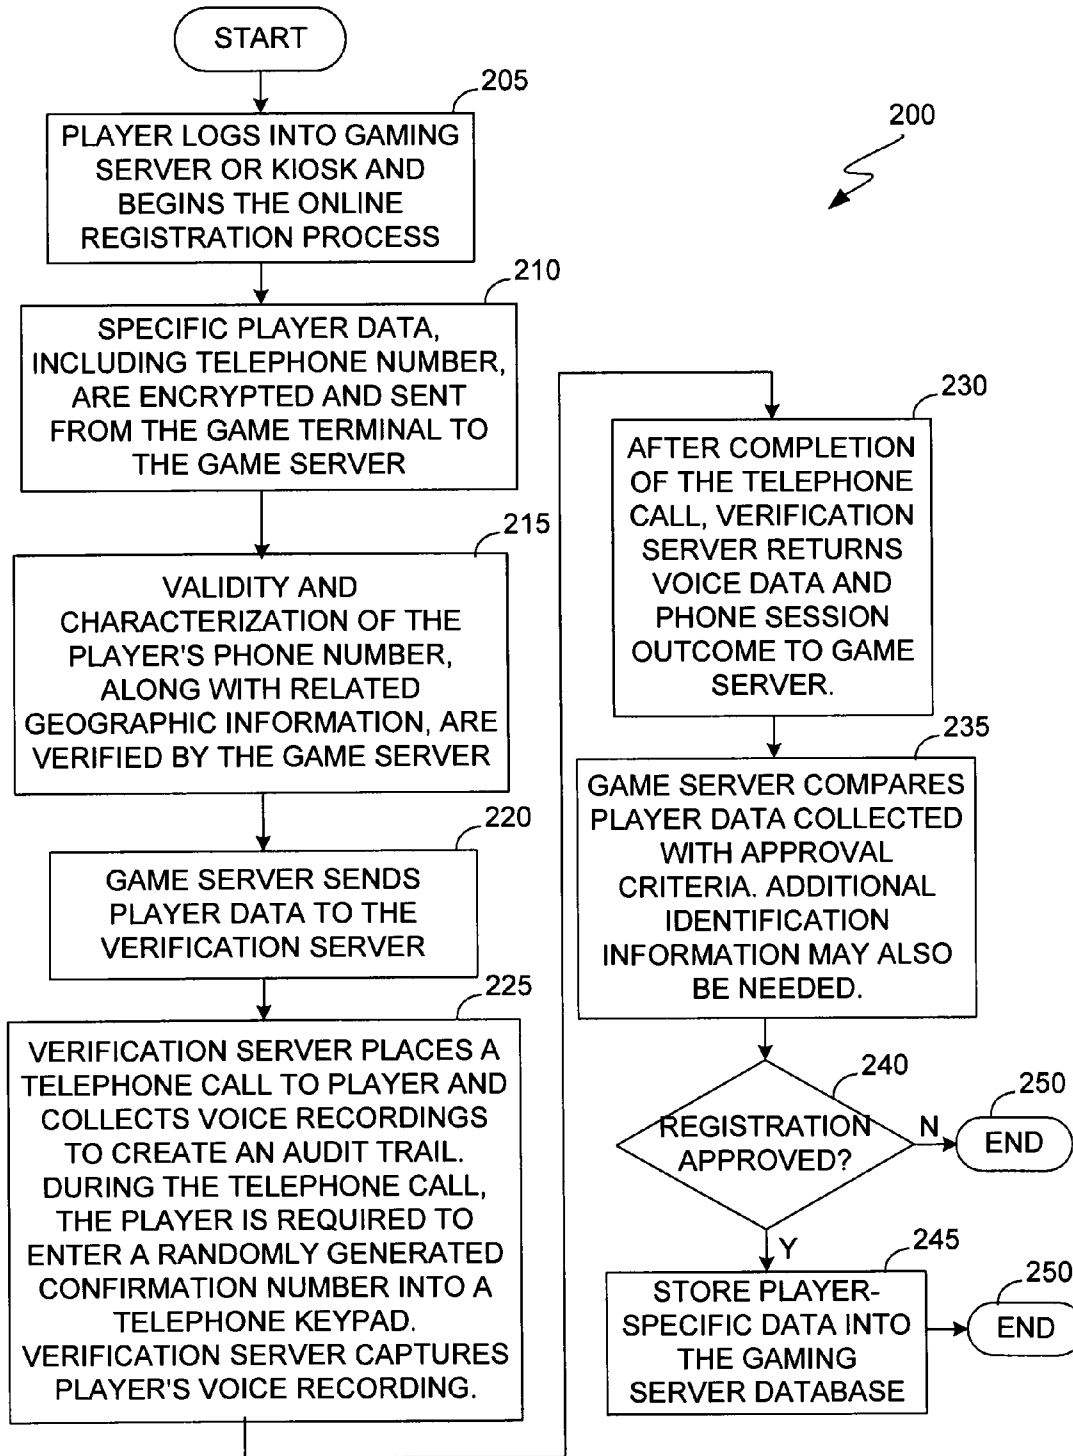 START
205
PLAYER LOGS INTO GAMING
SERVER OR KIOSK AND
BEGINS THE ONLINE
REGISTRATION PROCESS
210
SPECIFIC PLAYER DATA,
INCLUDING TELEPHONE NUMBER,
ARE ENCRYPTED AND SENT
FROM THE GAME TERMINAL TO
THE GAME SERVER
215
VALIDITY AND
CHARACTERIZATION OF THE
PLAYER'S PHONE NUMBER,
ALONG WITH RELATED
GEOGRAPHIC INFORMATION, ARE
VERIFIED BY THE GAME SERVER
220
GAME SERVER SENDS
PLAYER DATA TO THE
VERIFICATION SERVER
225
VERIFICATION SERVER PLACES A
TELEPHONE CALL TO PLAYER AND
COLLECTS VOICE RECORDINGS
TO CREATE AN AUDIT TRAIL.
DURING THE TELEPHONE CALL,
THE PLAYER IS REQUIRED TO
ENTER A RANDOMLY GENERATED
CONFIRMATION NUMBER INTO A
TELEPHONE KEYPAD.
VERIFICATION SERVER CAPTURES
PLAYER'S VOICE RECORDING.
200
230
AFTER COMPLETION
OF THE TELEPHONE
CALL, VERIFICATION
SERVER RETURNS
VOICE DATA AND
PHONE SESSION
OUTCOME TO GAME
SERVER.
235
GAME SERVER COMPARES
PLAYER DATA COLLECTED
WITH APPROVAL
CRITERIA. ADDITIONAL
IDENTIFICATION
INFORMATION MAY ALSO
BE NEEDED.
240
REGISTRATION
APPROVED?
N
250
END
Y
245
STORE PLAYER-
SPECIFIC DATA INTO
THE GAMING
SERVER DATABASE
250
END